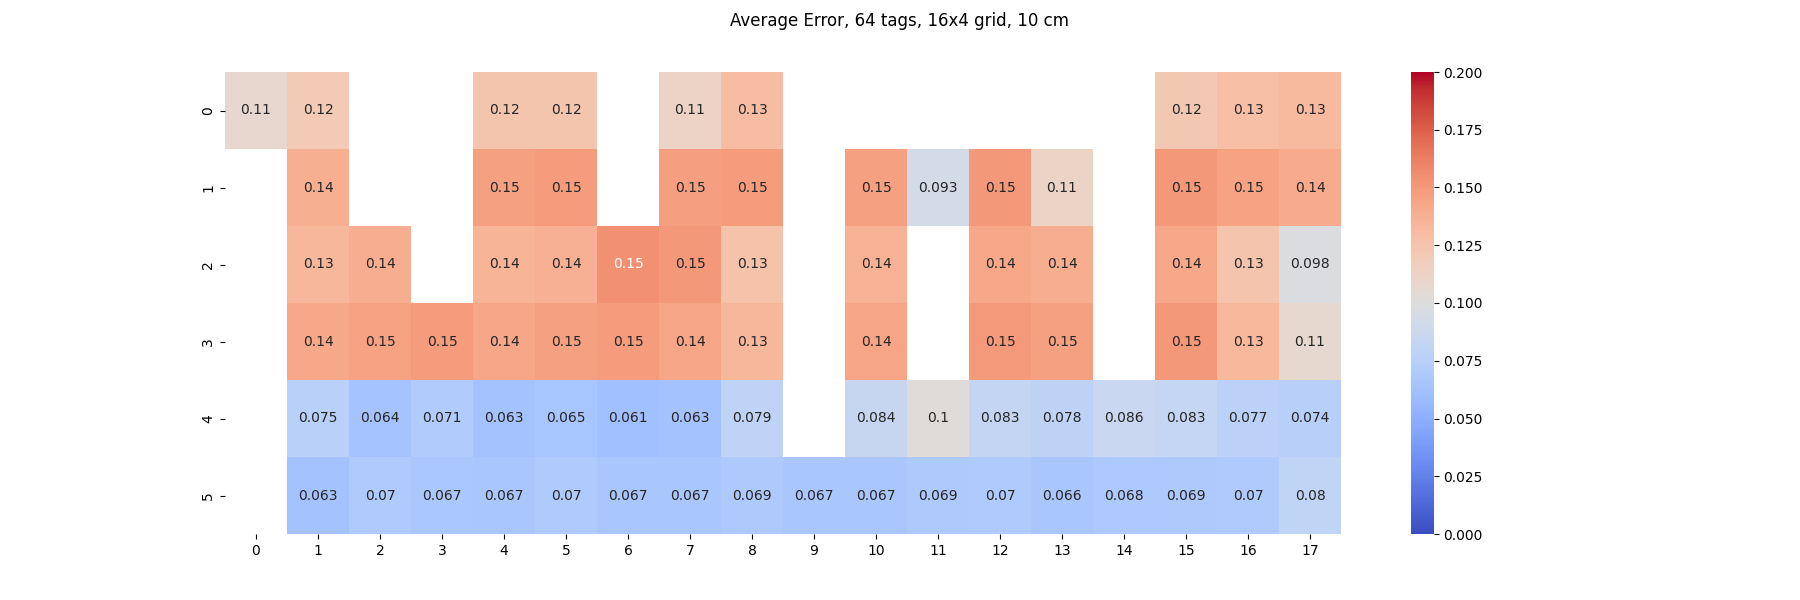 Average Error, 64 tags, 16x4 grid, 10 cm
0 0.11 0.12 0.12 0.12 0.11 0.13 0.12 0.13 0.13
1 0.14 0.15 0.15 0.15 0.15 0.15 0.093 0.15 0.11 0.15 0.15 0.14
2 0.13 0.14 0.14 0.14 0.15 0.15 0.13 0.14 0.14 0.14 0.14 0.13 0.098
3 0.14 0.15 0.15 0.14 0.15 0.15 0.14 0.13 0.14 0.15 0.15 0.15 0.13 0.11
4 0.075 0.064 0.071 0.063 0.065 0.061 0.063 0.079 0.084 0.1 0.083 0.078 0.086 0.083 0.077 0.074
5 0.063 0.07 0.067 0.067 0.07 0.067 0.067 0.069 0.067 0.067 0.069 0.07 0.066 0.068 0.069 0.07 0.08
0 1 2 3 4 5 6 7 8 9 10 11 12 13 14 15 16 17
0.200
0.175
0.150
0.125
0.100
0.075
0.050
0.025
0.000